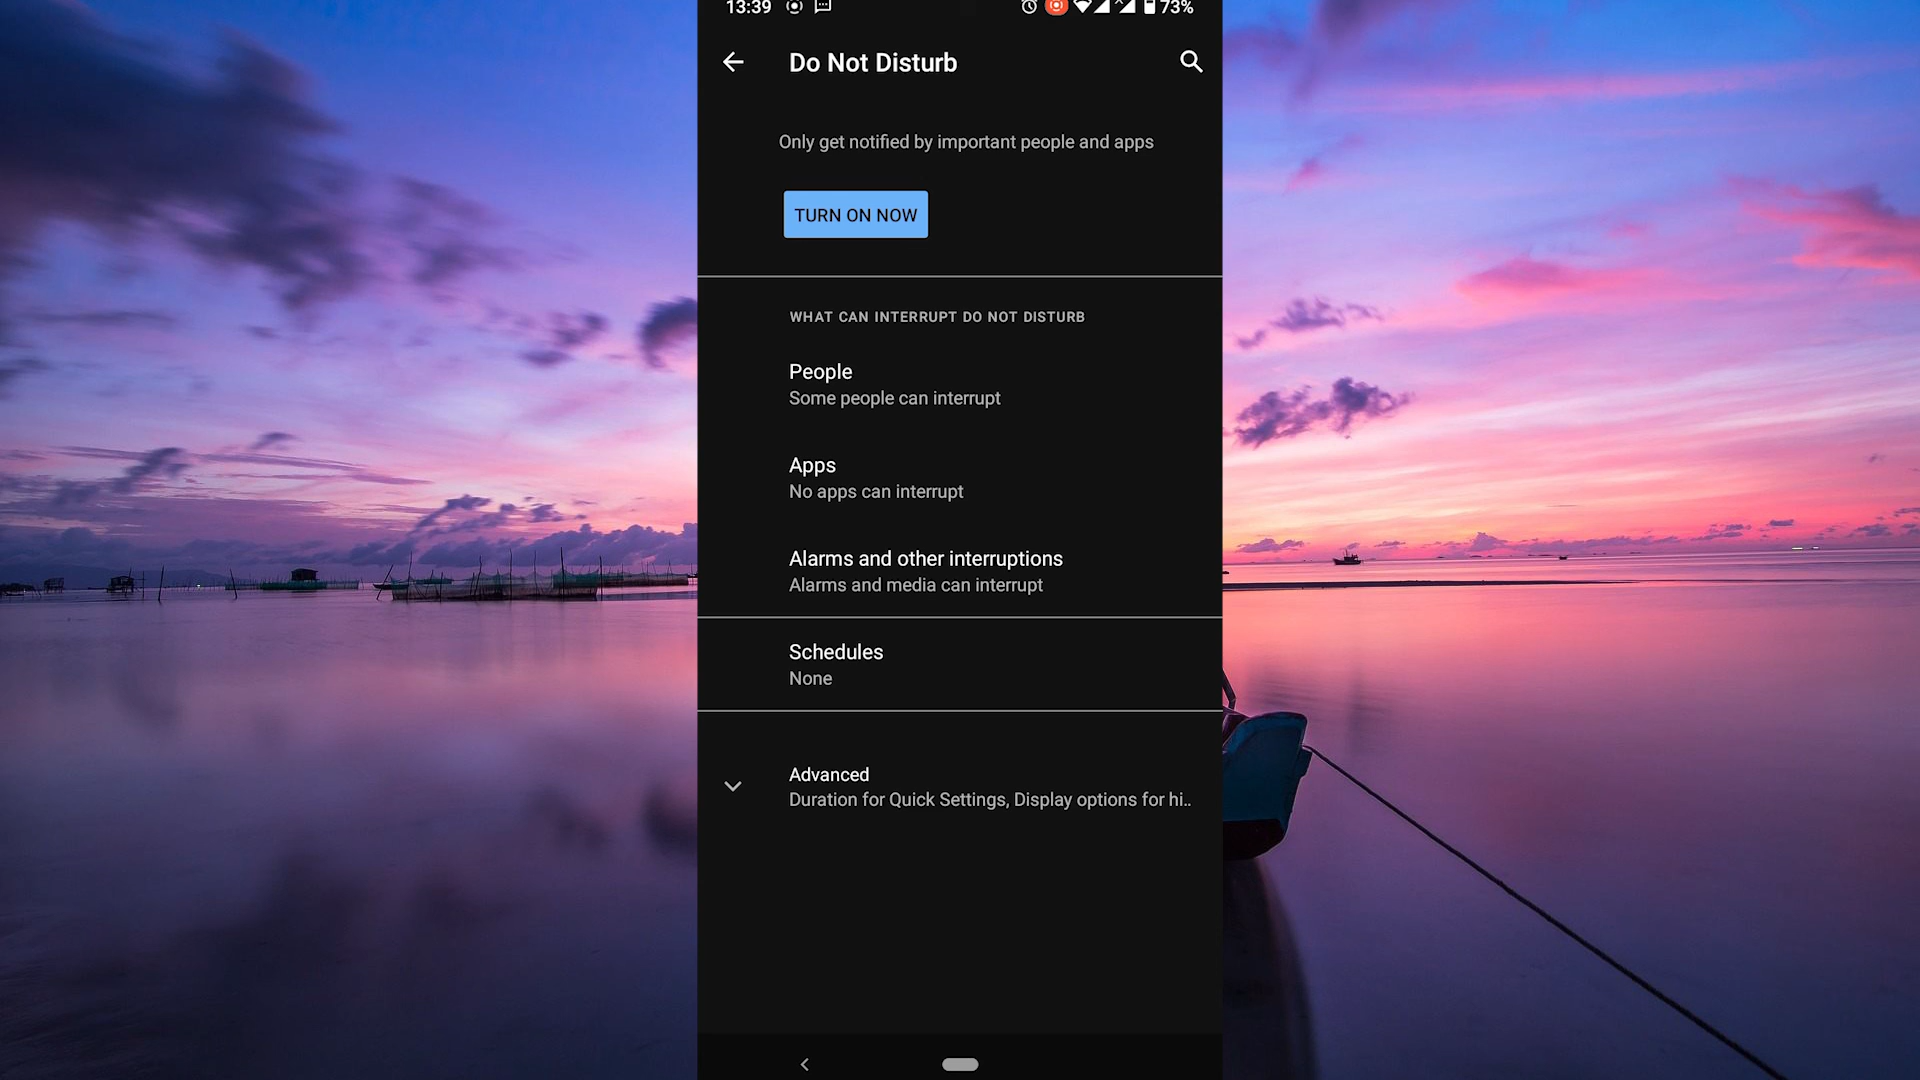 13:39 73%
Do Not Disturb
Only get notified by important people and apps
TURN ON NOW
WHAT CAN INTERRUPT DO NOT DISTURB
People
Some people can interrupt
Apps
No apps can interrupt
Alarms and other interruptions
Alarms and media can interrupt
Schedules
None
Advanced
Duration for Quick Settings, Display options for hi..